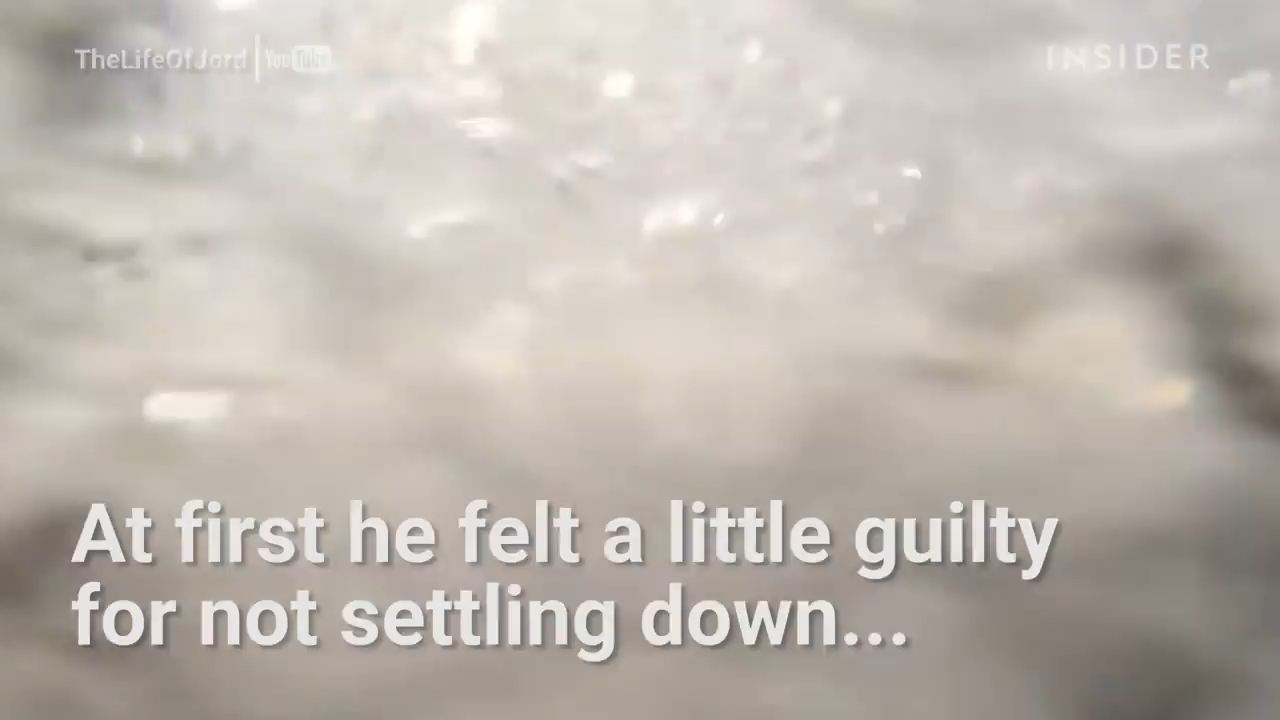 TheLifeOfJord | YouTube
INSIDER
At first he felt a little guilty
for not settling down...